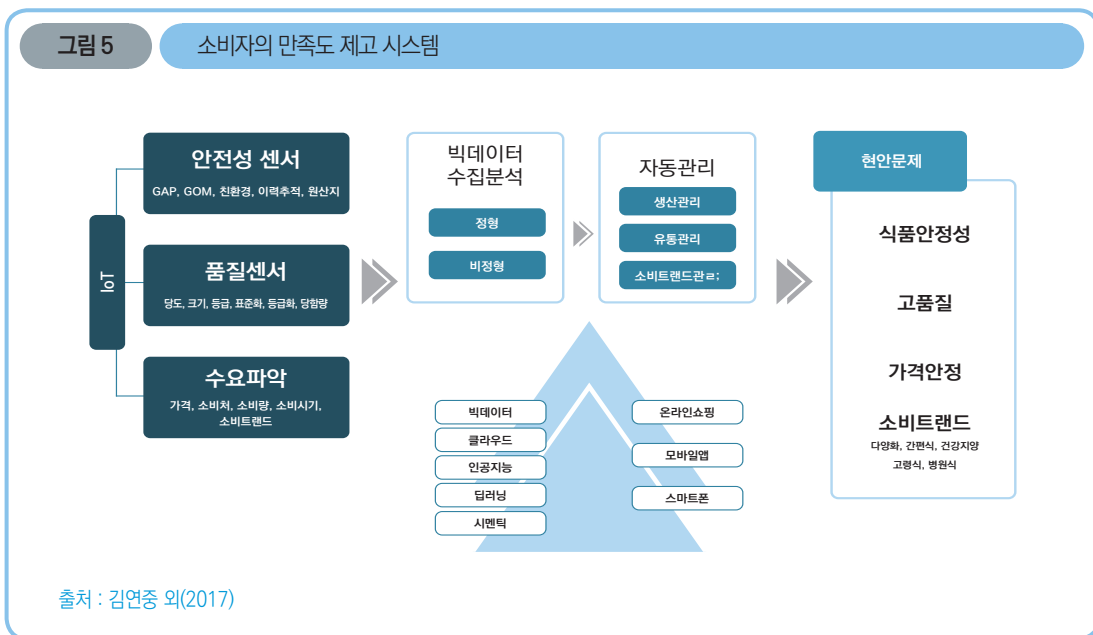 그림 5
소비자의 만족도 제고 시스템
IoT
안전성 센서
GAP, GOM, 친환경, 이력추적, 원산지
품질센서
당도, 크기, 등급, 표준화, 등급화, 당함량
수요파악
가격, 소비처, 소비량, 소비시기,
소비트랜드
빅데이터
수집분석
정형
비정형
자동관리
생산관리
유통관리
소비트랜드관ㄹ;
빅데이터
클라우드
인공지능
딥러닝
시멘틱
온라인쇼핑
모바일앱
스마트폰
현안문제
식품안정성
고품질
가격안정
소비트랜드
다양화, 간편식, 건강지양
고령식, 병원식
출처 : 김연중 외(2017)